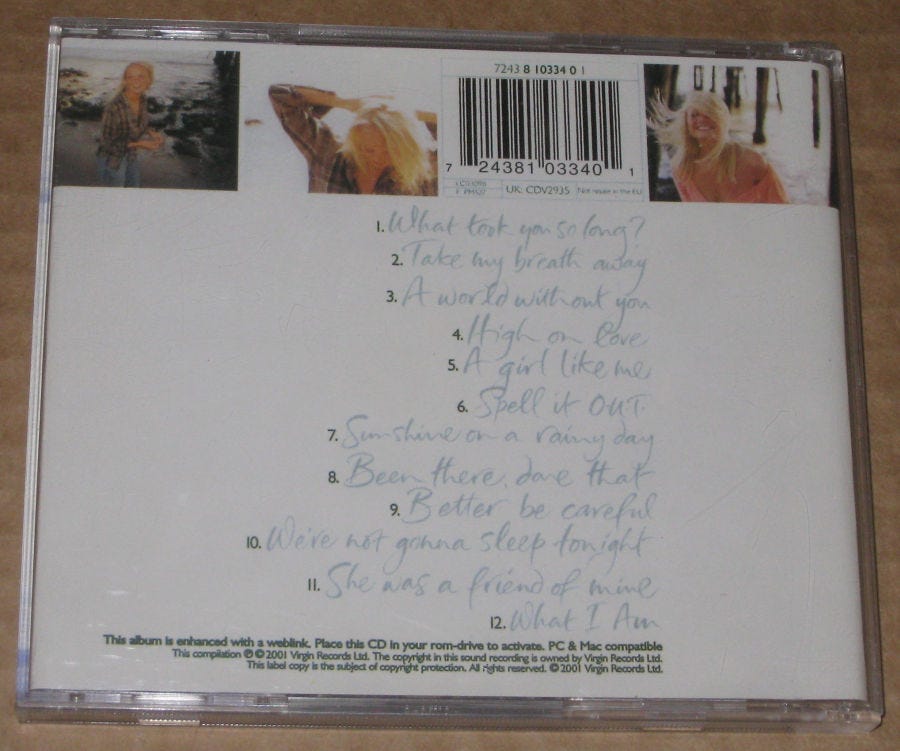 7243 8 10334 0 1
7 24381 03340 1
UK: CDV2935
Not for sale in the EU
1. What took you so long?
2. Take my breath away
3. A world without you
4. High on love
5. A girl like me
6. Spell it OUT.
7. Sunshine on a rainy day
8. Been there, done that
9. Better be careful
10. We're not gonna sleep tonight
11. She was a friend of mine
12. What I Am
This album is enhanced with a weblink. Place this CD in your rom-drive to activate. PC & Mac compatible
This compilation ℗ © 2001 Virgin Records Ltd. The copyright in this sound recording is owned by Virgin Records Ltd.
This label copy is the subject of copyright protection. All rights reserved. © 2001 Virgin Records Ltd.